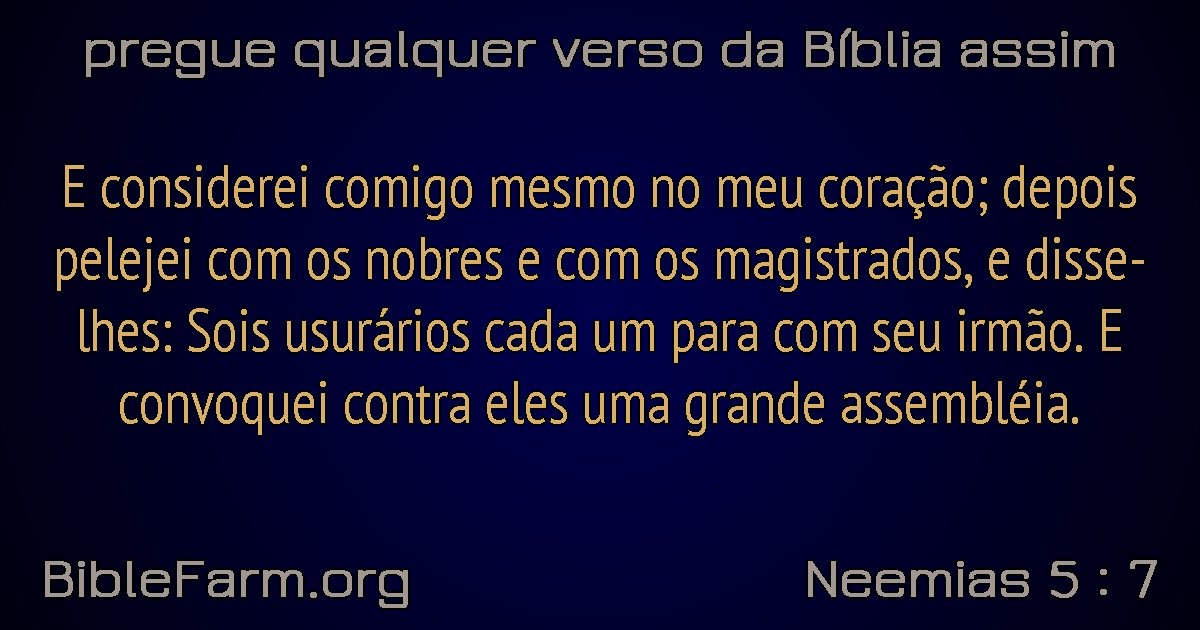 pregue qualquer verso da Bíblia assim
E considerei comigo mesmo no meu coração; depois
pelejei com os nobres e com os magistrados, e disse-
lhes: Sois usurários cada um para com seu irmão. E
convoquei contra eles uma grande assembléia.
BibleFarm.org
Neemias 5 : 7